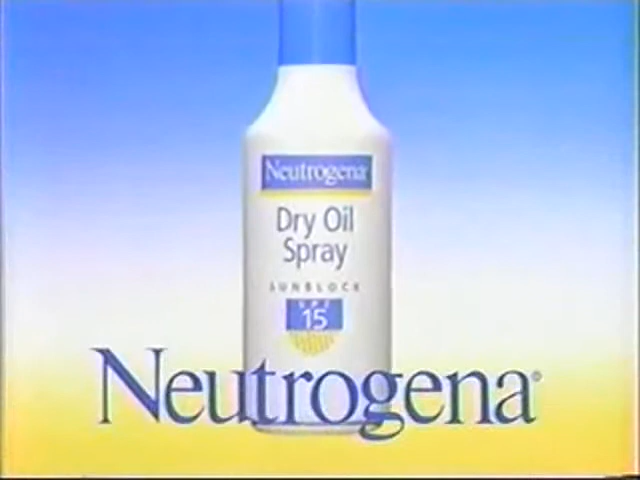 Neutrogena®
Dry Oil
Spray
SUNBLOCK
SPF
15
Neutrogena®